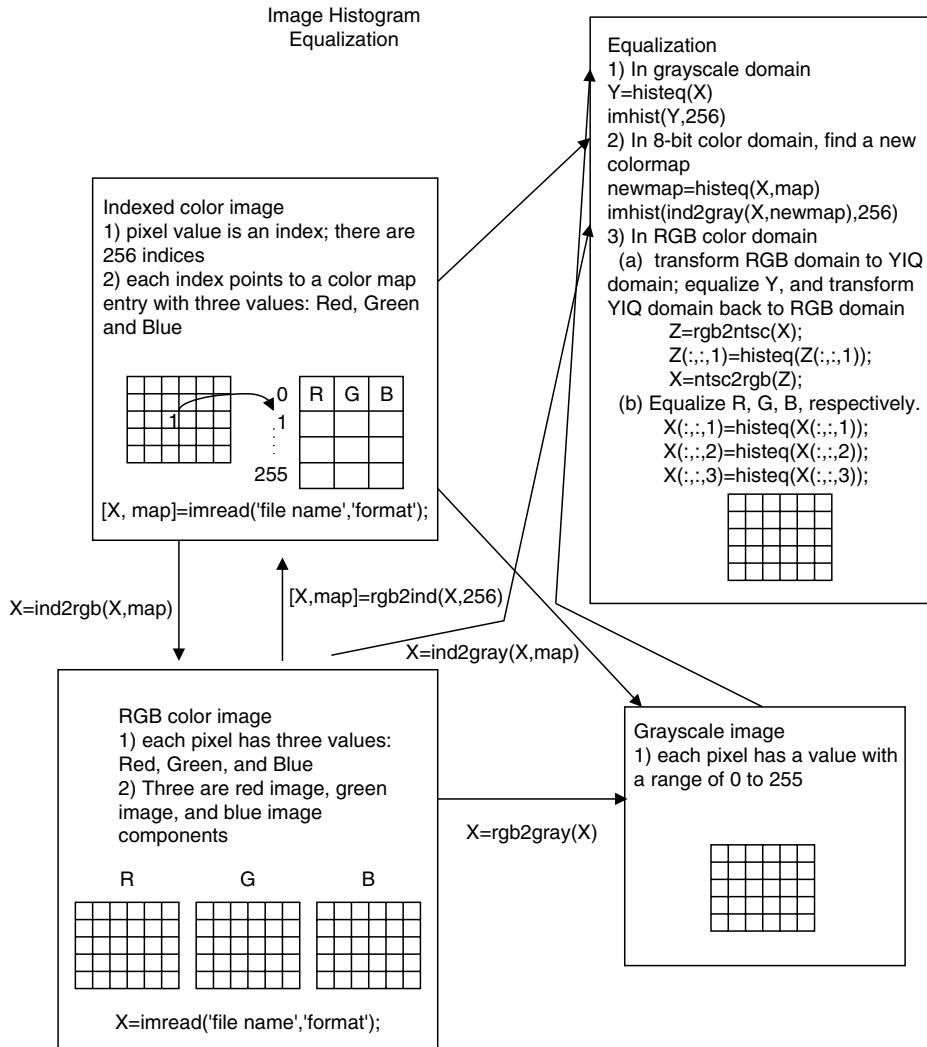 Image Histogram
Equalization
Equalization
1) In grayscale domain
Y=histeq(X)
imhist(Y,256)
2) In 8-bit color domain, find a new
colormap
newmap=histeq(X,map)
imhist(ind2gray(X,newmap),256)
3) In RGB color domain
(a) transform RGB domain to YIQ
domain; equalize Y, and transform
YIQ domain back to RGB domain
Z=rgb2ntsc(X);
Z(:,:,1)=histeq(Z(:,:,1));
X=ntsc2rgb(Z);
(b) Equalize R, G, B, respectively.
X(:,:,1)=histeq(X(:,:,1));
X(:,:,2)=histeq(X(:,:,2));
X(:,:,3)=histeq(X(:,:,3));
Indexed color image
1) pixel value is an index; there are
256 indices
2) each index points to a color map
entry with three values: Red, Green
and Blue
0 R G B
1 1
255
[X, map]=imread('file name','format');
X=ind2rgb(X,map)
[X,map]=rgb2ind(X,256)
X=ind2gray(X,map)
RGB color image
1) each pixel has three values:
Red, Green, and Blue
2) Three are red image, green
image, and blue image
components
R G B
X=imread('file name','format');
X=rgb2gray(X)
Grayscale image
1) each pixel has a value with
a range of 0 to 255